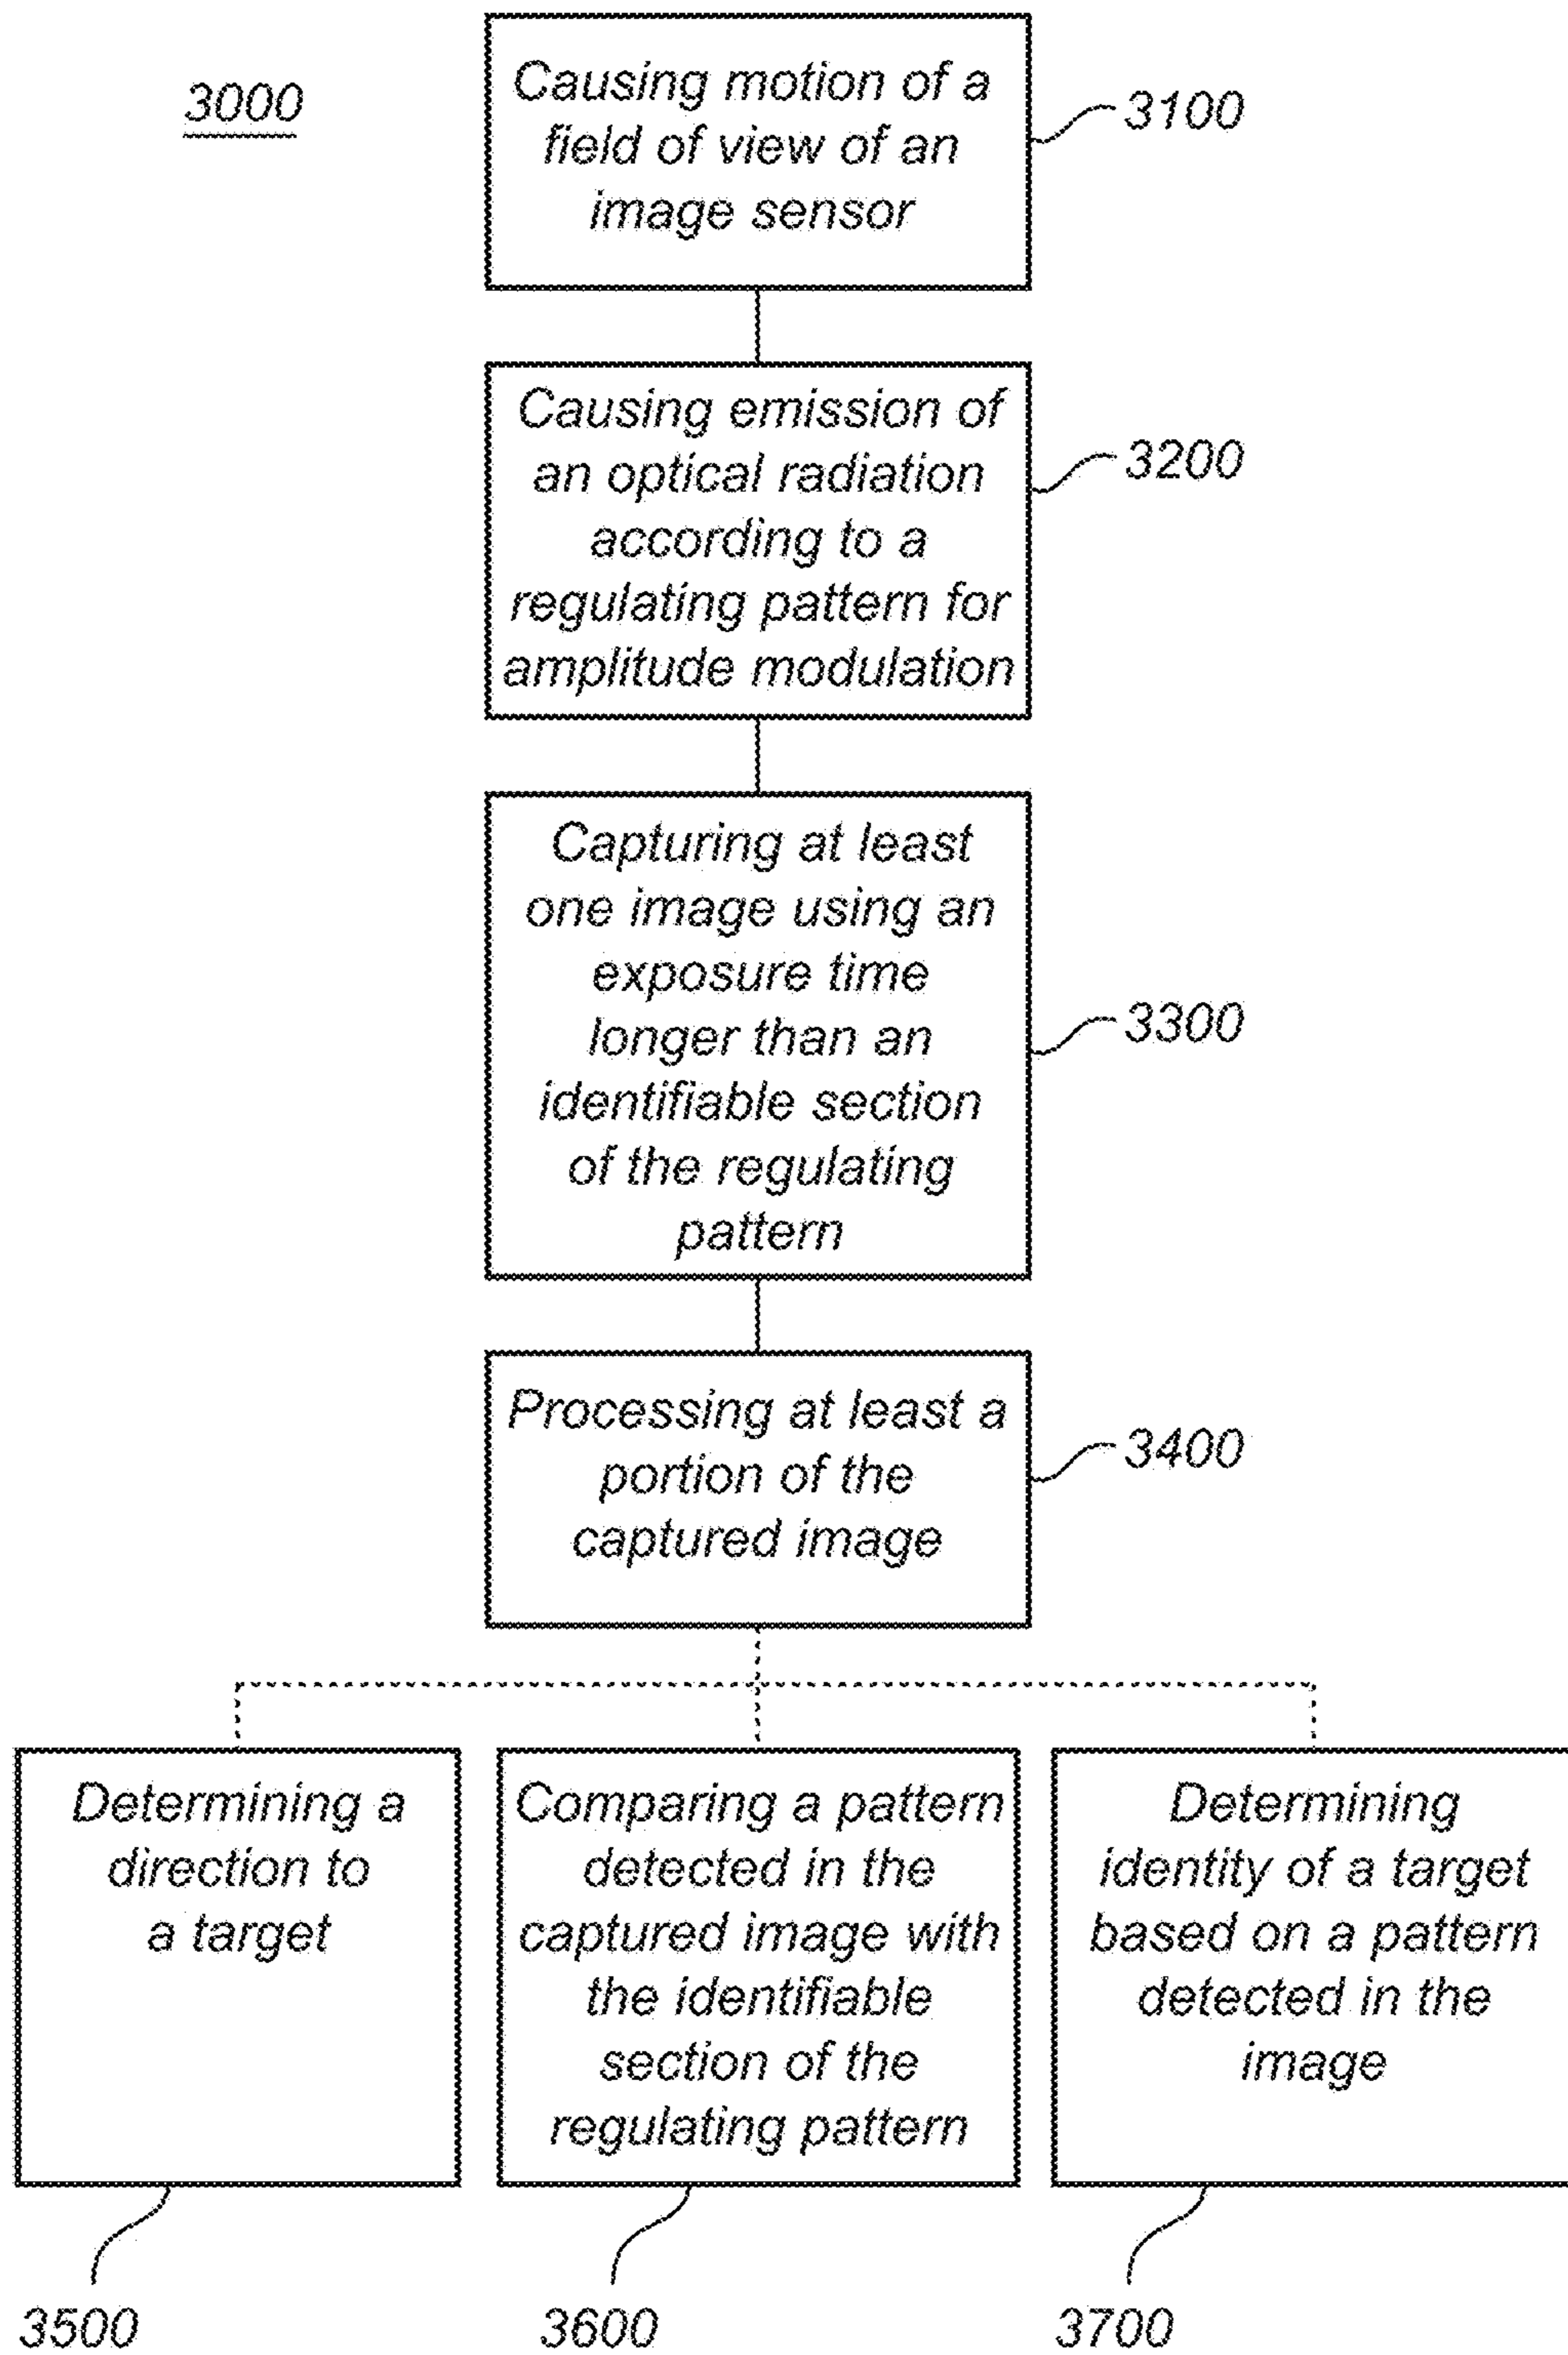 3000
Causing motion of a
field of view of an
image sensor
3100
Causing emission of
an optical radiation
according to a
regulating pattern for
amplitude modulation
3200
Capturing at least
one image using an
exposure time
longer than an
identifiable section
of the regulating
pattern
3300
Processing at least a
portion of the
captured image
3400
Determining a
direction to
a target
3500
Comparing a pattern
detected in the
captured image with
the identifiable
section of the
regulating pattern
3600
Determining
identity of a target
based on a pattern
detected in the
image
3700